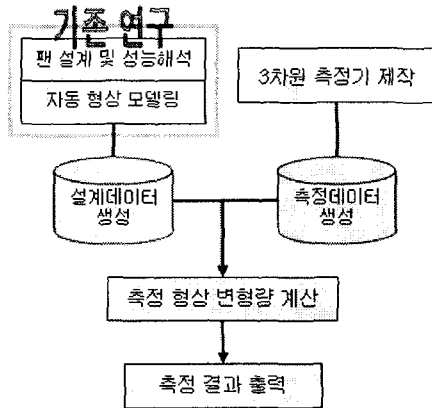 기존 연구
팬 설계 및 성능해석
자동 형상 모델링
3차원 측정기 제작
설계데이터
생성
측정데이터
생성
측정 형상 변형량 계산
측정 결과 출력